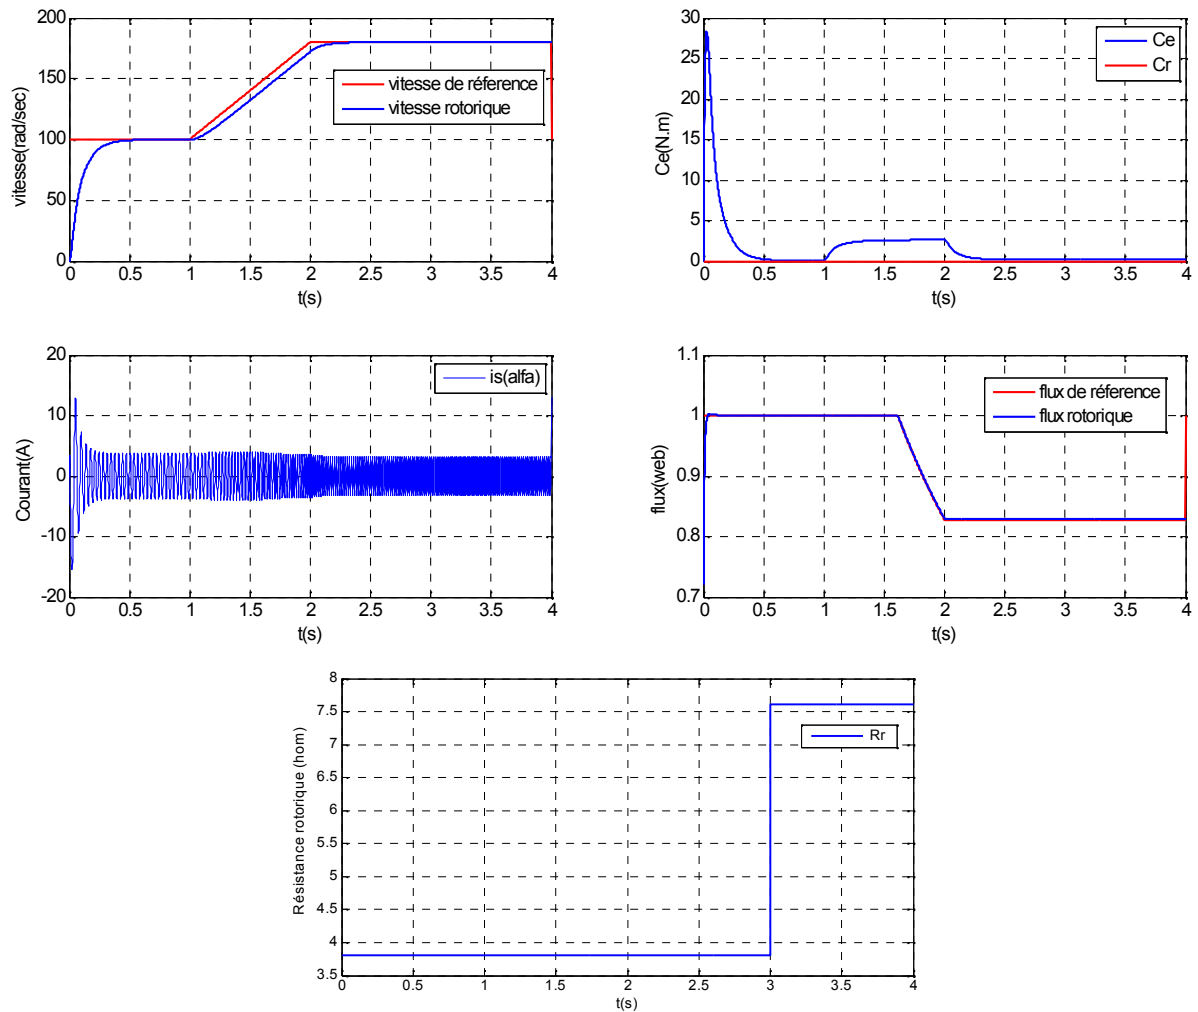 200
150
100
50
0
vitesse(rad/sec)
vitesse de réference
vitesse rotorique
0 0.5 1 1.5 2 2.5 3 3.5 4
t(s)
30
25
20
15
10
5
0
Ce(N.m)
Ce
Cr
0 0.5 1 1.5 2 2.5 3 3.5 4
t(s)
20
10
0
-10
-20
Courant(A)
is(alfa)
0 0.5 1 1.5 2 2.5 3 3.5 4
t(s)
1.1
1
0.9
0.8
0.7
flux(web)
flux de réference
flux rotorique
0 0.5 1 1.5 2 2.5 3 3.5 4
t(s)
8
7.5
7
6.5
6
5.5
5
4.5
4
3.5
Résistance rotorique (hom)
Rr
0 0.5 1 1.5 2 2.5 3 3.5 4
t(s)